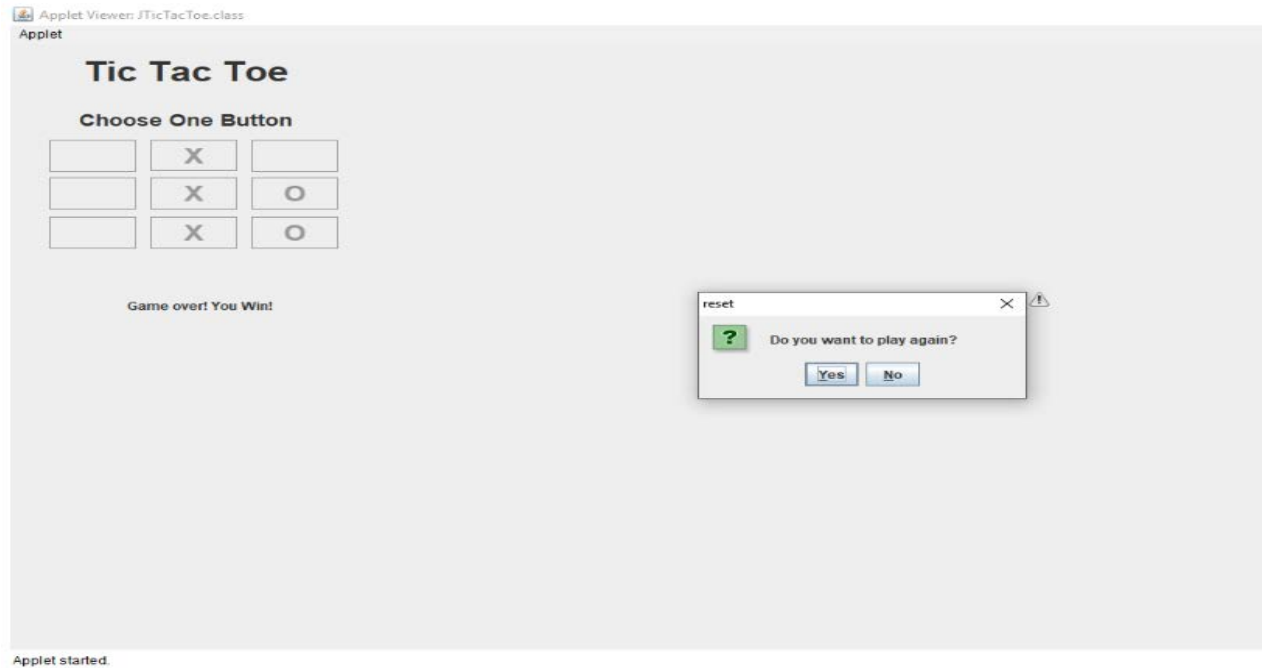 Applet Viewer: JTicTacToe.class
Applet
Tic Tac Toe
Choose One Button
X
X O
X O
Game over! You Win!
reset
?
Do you want to play again?
Yes No
Applet started.